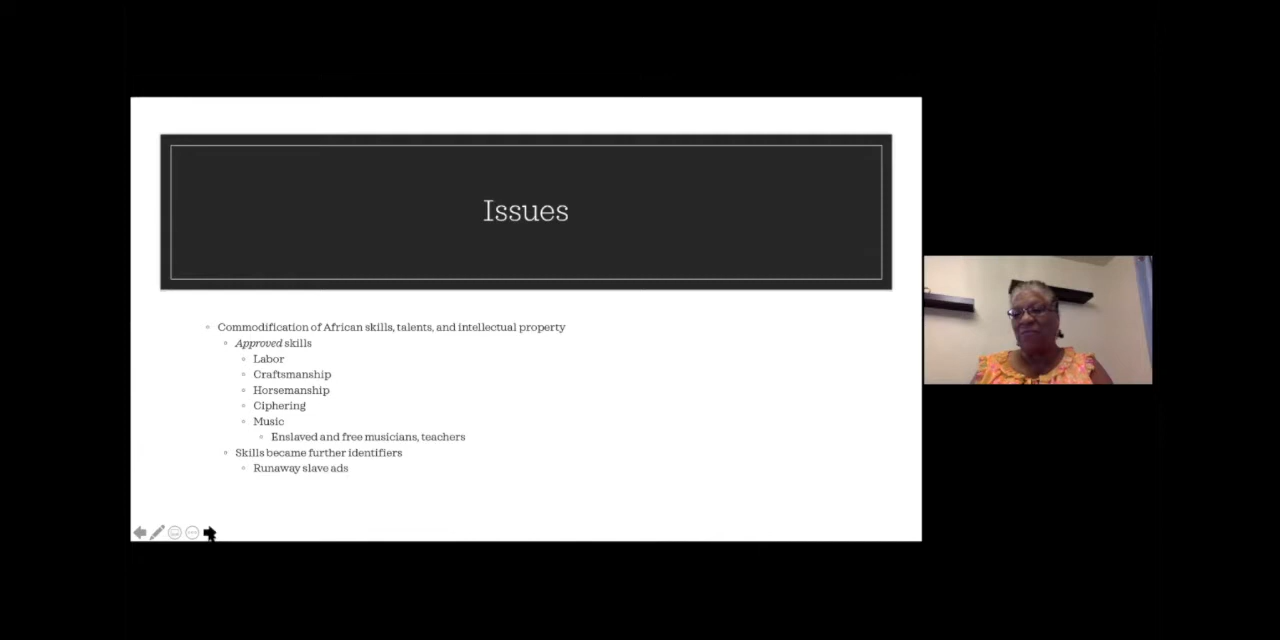 Issues
Commodification of African skills, talents, and intellectual property
Approved skills
Labor
Craftsmanship
Horsemanship
Ciphering
Music
Enslaved and free musicians, teachers
Skills became further identifiers
Runaway slave ads